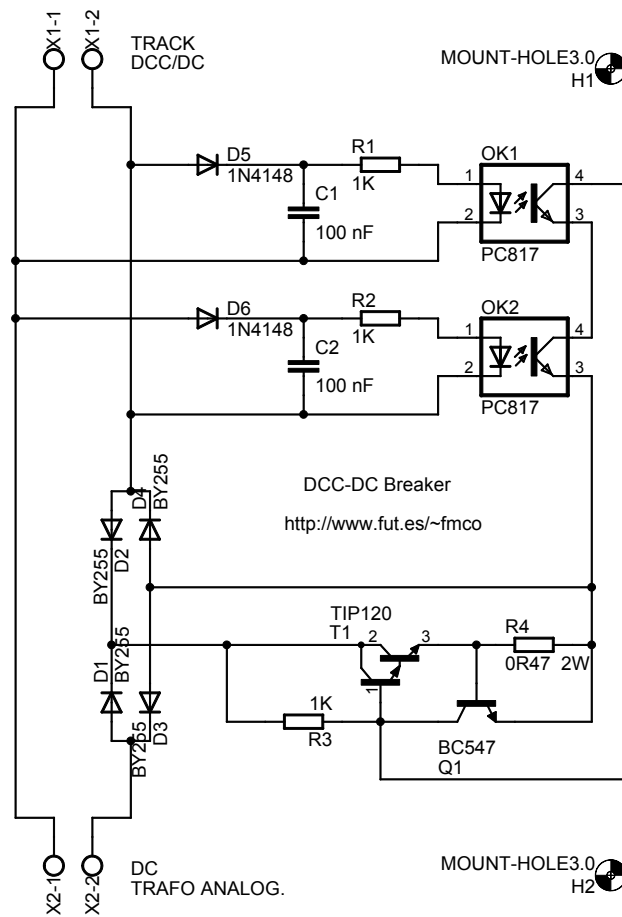 X1-1
X1-2
TRACK
DCC/DC
MOUNT-HOLE3.0
H1
D5
1N4148
C1
100 nF
R1
1K
OK1
1
2
4
3
PC817
D6
1N4148
C2
100 nF
R2
1K
OK2
1
2
4
3
PC817
DCC-DC Breaker
http://www.fut.es/~fmco
D4
BY255
BY255
D2
D1
BY255
BY255
D3
TIP120
T1
2
3
1
R4
0R47 2W
1K
R3
BC547
Q1
X2-1
X2-2
DC
TRAFO ANALOG.
MOUNT-HOLE3.0
H2